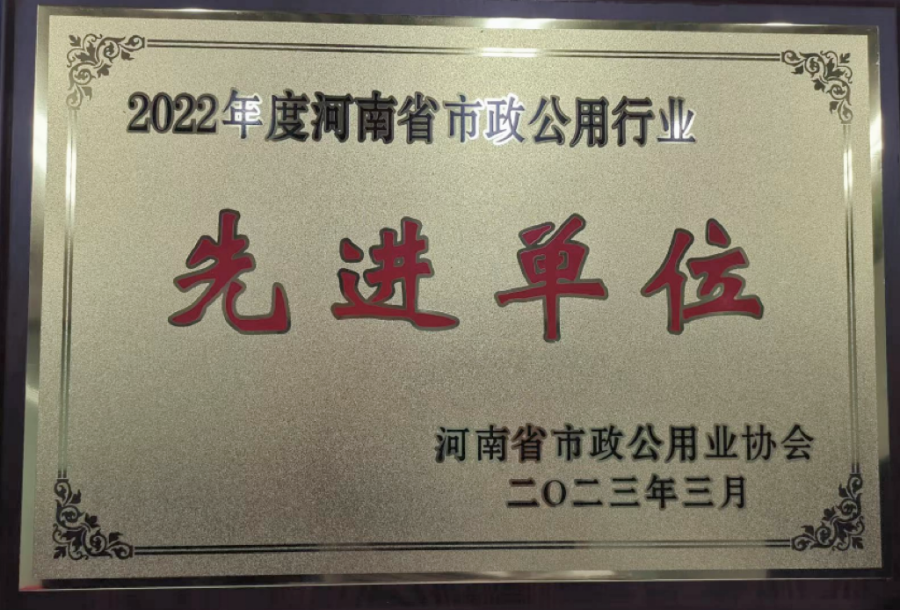 2022年度河南省市政公用行业
先进单位
河南省市政公用业协会
二〇二三年三月